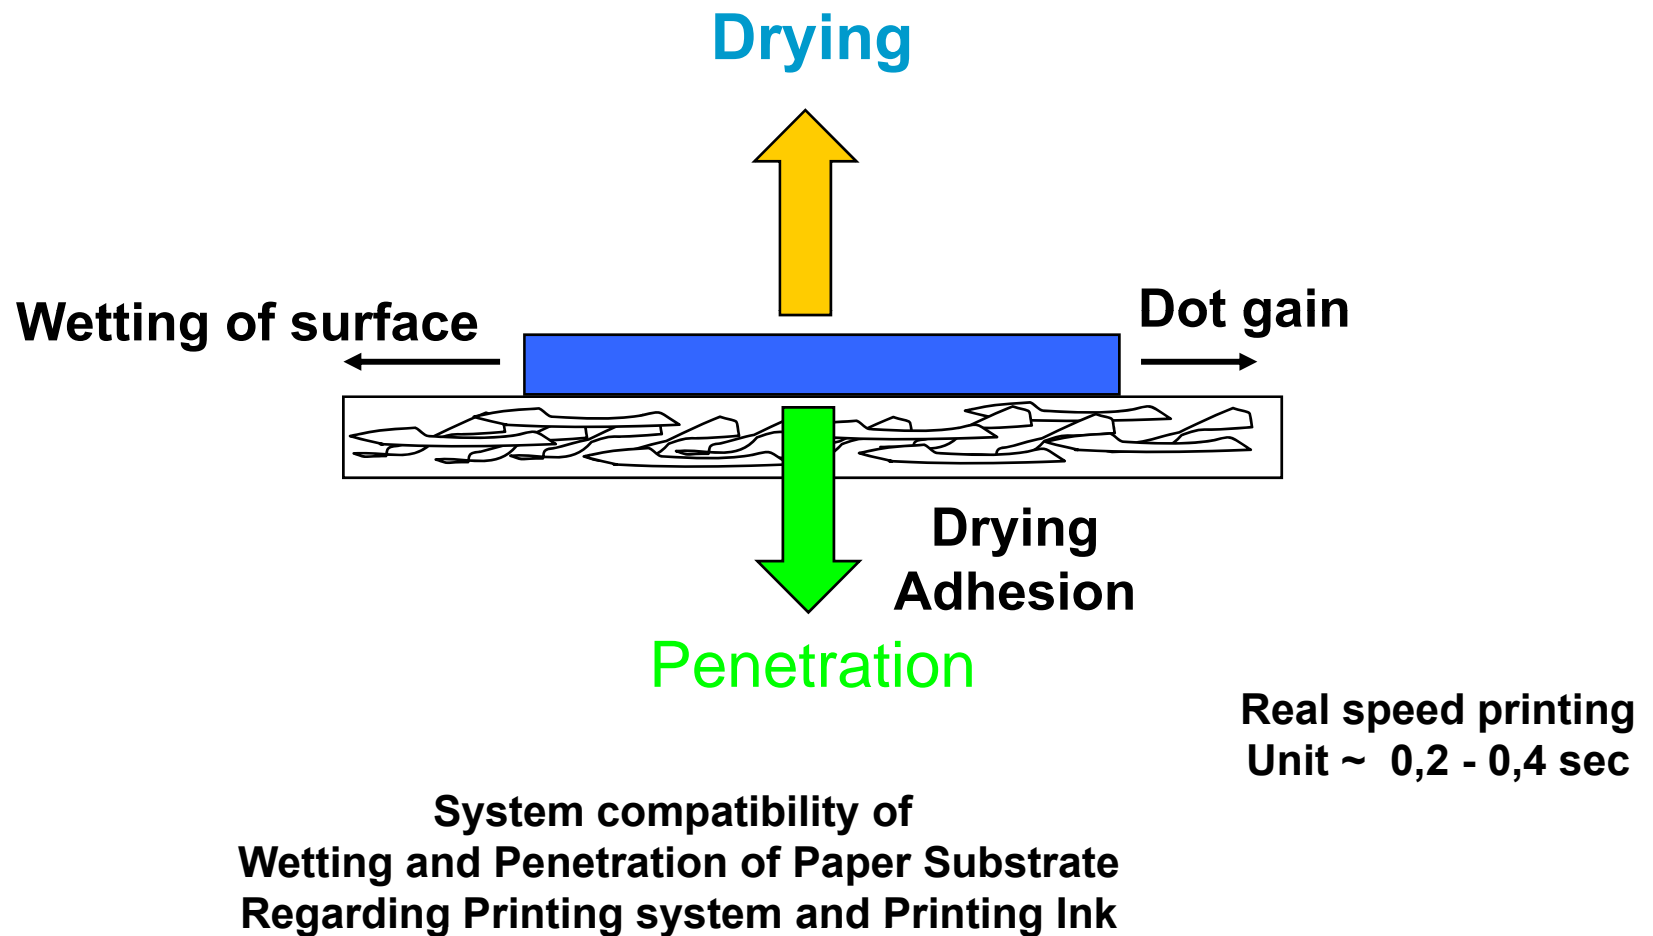 Drying
Wetting of surface
Dot gain
Drying
Adhesion
Penetration
Real speed printing
Unit ~ 0,2 - 0,4 sec
System compatibility of
Wetting and Penetration of Paper Substrate
Regarding Printing system and Printing Ink